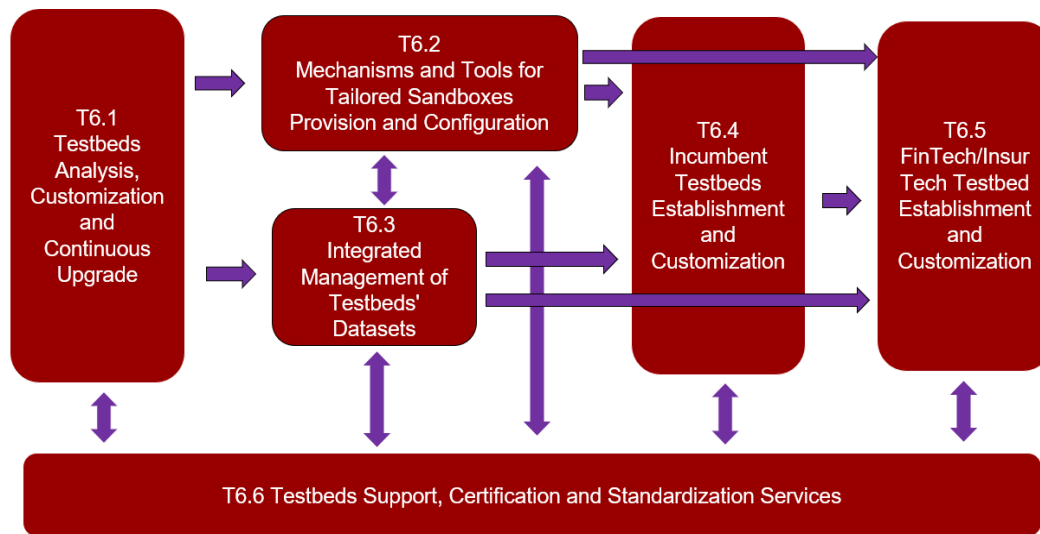 T6.1
Testbeds
Analysis,
Customization
and
Continuous
Upgrade
T6.2
Mechanisms and Tools for
Tailored Sandboxes
Provision and Configuration
T6.3
Integrated
Management of
Testbeds'
Datasets
T6.4
Incumbent
Testbeds
Establishment
and
Customization
T6.5
FinTech/Insur
Tech Testbed
Establishment
and
Customization
T6.6 Testbeds Support, Certification and Standardization Services